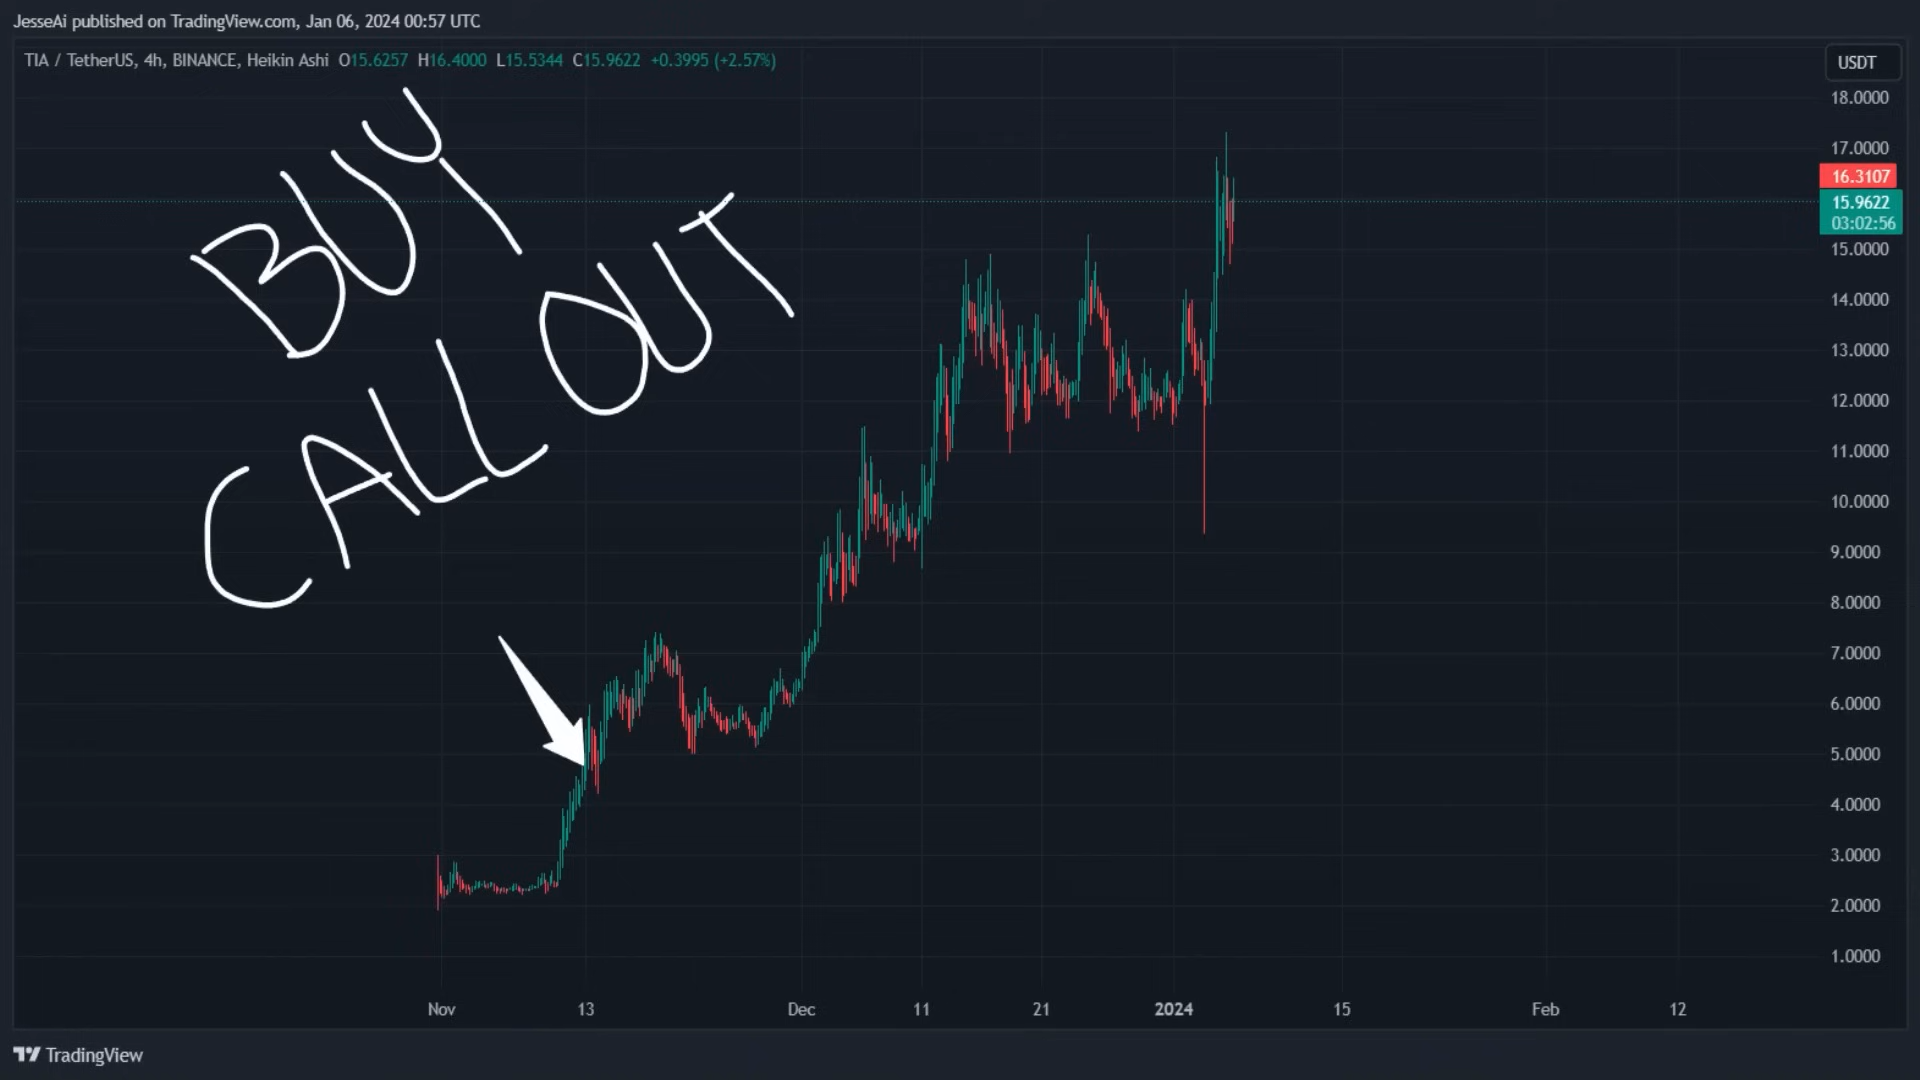 JesseAi published on TradingView.com, Jan 06, 2024 00:57 UTC
TIA / TetherUS, 4h, BINANCE, Heikin Ashi O15.6257 H16.4000 L15.5344 C15.9622 +0.3995 (+2.57%)
USDT
BUY
CALL OUT
18.0000
17.0000
16.3107
15.9622
03:02:56
15.0000
14.0000
13.0000
12.0000
11.0000
10.0000
9.0000
8.0000
7.0000
6.0000
5.0000
4.0000
3.0000
2.0000
1.0000
Nov 13 Dec 11 21 2024 15 Feb 12
TradingView